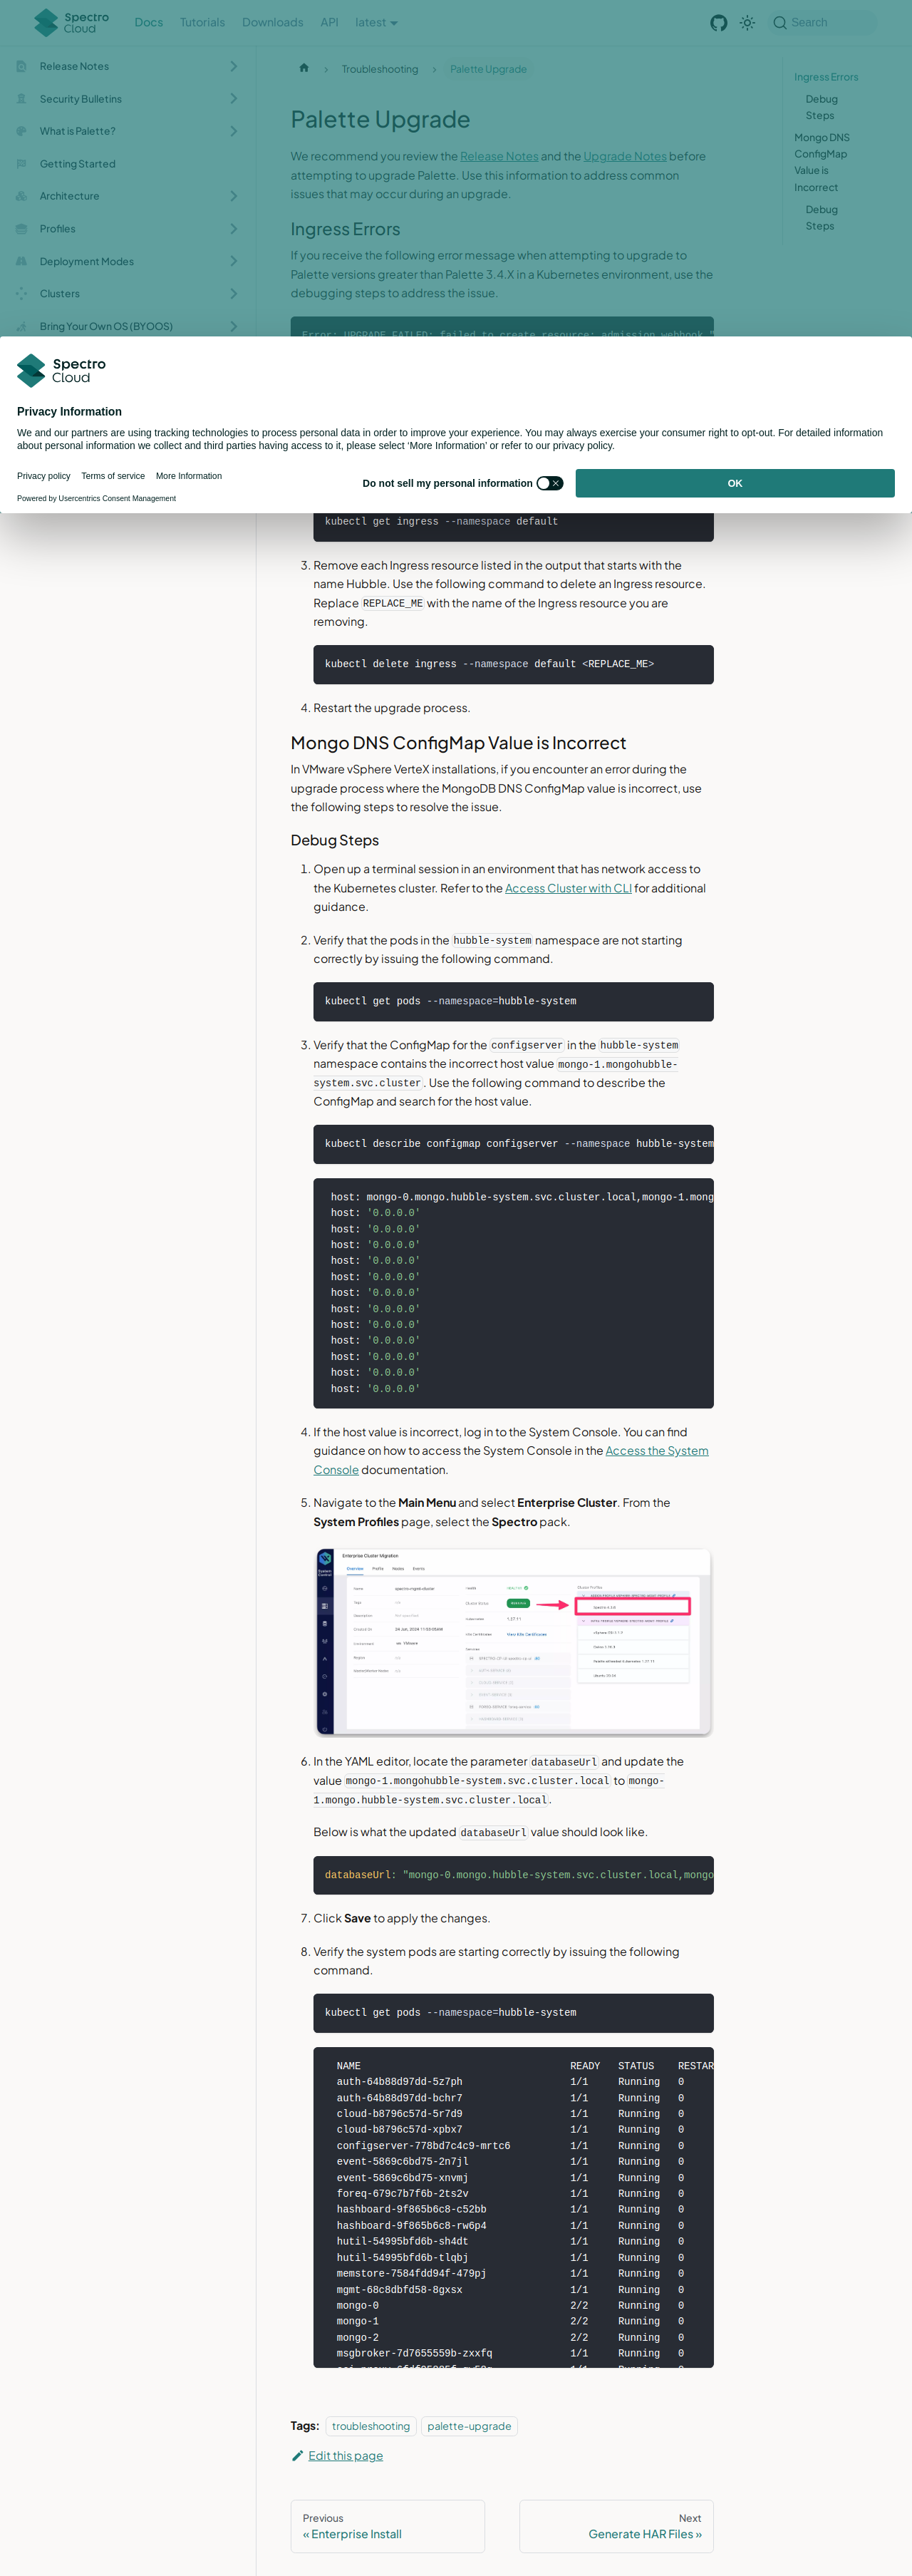 Spectro Cloud
Docs Tutorials Downloads API latest
Search
Release Notes
Security Bulletins
What is Palette?
Getting Started
Architecture
Profiles
Deployment Modes
Clusters
Bring Your Own OS (BYOOS)
Troubleshooting
Palette Upgrade
Ingress Errors
Debug
Steps
Mongo DNS
ConfigMap
Value is
Incorrect
Debug
Steps
Palette Upgrade
We recommend you review the Release Notes and the Upgrade Notes before
attempting to upgrade Palette. Use this information to address common
issues that may occur during an upgrade.
Ingress Errors
If you receive the following error message when attempting to upgrade to
Palette versions greater than Palette 3.4.X in a Kubernetes environment, use the
debugging steps to address the issue.
Error: UPGRADE FAILED: failed to create resource: admission webhook "
Spectro
Cloud
Privacy Information
We and our partners are using tracking technologies to process personal data in order to improve your experience. You may always exercise your consumer right to opt-out. For detailed information
about personal information we collect and third parties having access to it, please select ‘More Information’ or refer to our privacy policy.
Privacy policy Terms of service More Information
Powered by Usercentrics Consent Management
Do not sell my personal information
OK
kubectl get ingress --namespace default
3. Remove each Ingress resource listed in the output that starts with the
name Hubble. Use the following command to delete an Ingress resource.
Replace REPLACE_ME with the name of the Ingress resource you are
removing.
kubectl delete ingress --namespace default <REPLACE_ME>
4. Restart the upgrade process.
Mongo DNS ConfigMap Value is Incorrect
In VMware vSphere VerteX installations, if you encounter an error during the
upgrade process where the MongoDB DNS ConfigMap value is incorrect, use
the following steps to resolve the issue.
Debug Steps
1. Open up a terminal session in an environment that has network access to
the Kubernetes cluster. Refer to the Access Cluster with CLI for additional
guidance.
2. Verify that the pods in the hubble-system namespace are not starting
correctly by issuing the following command.
kubectl get pods --namespace=hubble-system
3. Verify that the ConfigMap for the configserver in the hubble-system
namespace contains the incorrect host value mongo-1.mongohubble-
system.svc.cluster. Use the following command to describe the
ConfigMap and search for the host value.
kubectl describe configmap configserver --namespace hubble-system
host: mongo-0.mongo.hubble-system.svc.cluster.local,mongo-1.mong
host: '0.0.0.0'
host: '0.0.0.0'
host: '0.0.0.0'
host: '0.0.0.0'
host: '0.0.0.0'
host: '0.0.0.0'
host: '0.0.0.0'
host: '0.0.0.0'
host: '0.0.0.0'
host: '0.0.0.0'
host: '0.0.0.0'
host: '0.0.0.0'
4. If the host value is incorrect, log in to the System Console. You can find
guidance on how to access the System Console in the Access the System
Console documentation.
5. Navigate to the Main Menu and select Enterprise Cluster. From the
System Profiles page, select the Spectro pack.
Enterprise Cluster Migration
Overview Profile Nodes Events
6. In the YAML editor, locate the parameter databaseUrl and update the
value mongo-1.mongohubble-system.svc.cluster.local to mongo-
1.mongo.hubble-system.svc.cluster.local.
Below is what the updated databaseUrl value should look like.
databaseUrl: "mongo-0.mongo.hubble-system.svc.cluster.local,mongo
7. Click Save to apply the changes.
8. Verify the system pods are starting correctly by issuing the following
command.
kubectl get pods --namespace=hubble-system
NAME READY STATUS RESTAR
auth-64b88d97dd-5z7ph 1/1 Running 0
auth-64b88d97dd-bchr7 1/1 Running 0
cloud-b8796c57d-5r7d9 1/1 Running 0
cloud-b8796c57d-xpbx7 1/1 Running 0
configserver-778bd7c4c9-mrtc6 1/1 Running 0
event-5869c6bd75-2n7jl 1/1 Running 0
event-5869c6bd75-xnvmj 1/1 Running 0
foreq-679c7b7f6b-2ts2v 1/1 Running 0
hashboard-9f865b6c8-c52bb 1/1 Running 0
hashboard-9f865b6c8-rw6p4 1/1 Running 0
hutil-54995bfd6b-sh4dt 1/1 Running 0
hutil-54995bfd6b-tlqbj 1/1 Running 0
memstore-7584fdd94f-479pj 1/1 Running 0
mgmt-68c8dbfd58-8gxsx 1/1 Running 0
mongo-0 2/2 Running 0
mongo-1 2/2 Running 0
mongo-2 2/2 Running 0
msgbroker-7d7655559b-zxxfq 1/1 Running 0
Tags: troubleshooting palette-upgrade
Edit this page
Previous
« Enterprise Install
Next
Generate HAR Files »